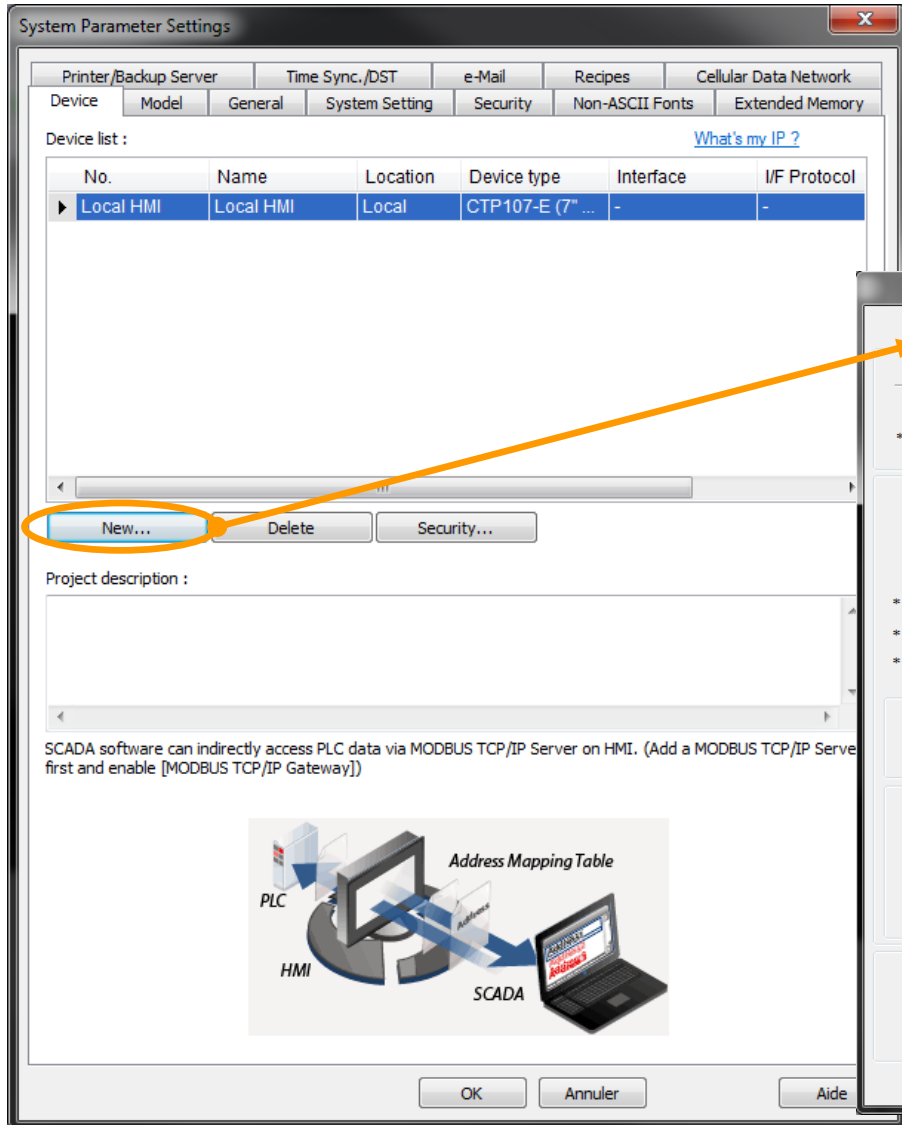 System Parameter Settings
Printer/Backup Server Time Sync./DST e-Mail Recipes Cellular Data Network
Device Model General System Setting Security Non-ASCII Fonts Extended Memory
Device list :
What's my IP ?
No. Name Location Device type Interface I/F Protocol
Local HMI Local HMI Local CTP107-E (7" ... - -
New... Delete Security...
Project description :
*
*
*
*
SCADA software can indirectly access PLC data via MODBUS TCP/IP Server on HMI. (Add a MODBUS TCP/IP Serve
first and enable [MODBUS TCP/IP Gateway])
Address Mapping Table
PLC
Address
HMI
SCADA
Address
OK Annuler Aide